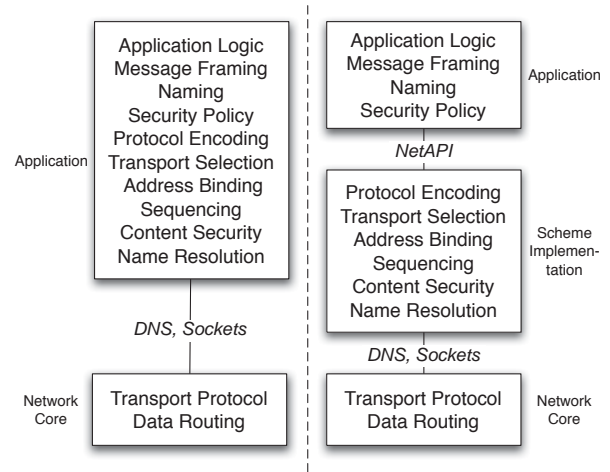 Application
Application Logic
Message Framing
Naming
Security Policy
Protocol Encoding
Transport Selection
Address Binding
Sequencing
Content Security
Name Resolution
DNS, Sockets
Network
Core
Transport Protocol
Data Routing
Application Logic
Message Framing
Naming
Security Policy
Application
NetAPI
Protocol Encoding
Transport Selection
Address Binding
Sequencing
Content Security
Name Resolution
Scheme
Implemen-
tation
DNS, Sockets
Transport Protocol
Data Routing
Network
Core